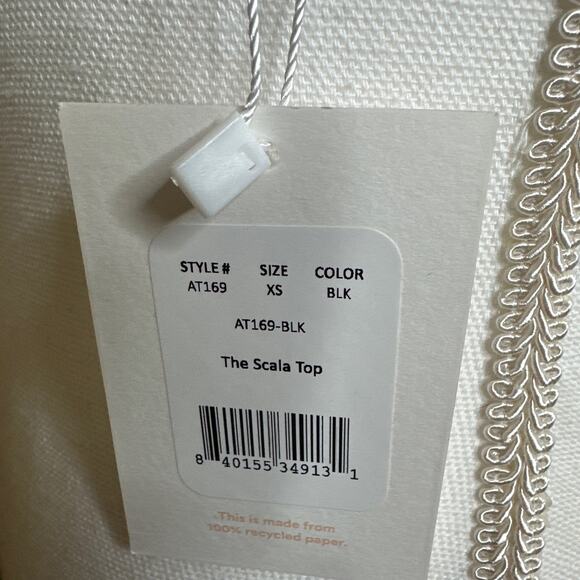 STYLE # SIZE COLOR
AT169 XS BLK
AT169-BLK
The Scala Top
8 40155 34913 1
This is made from
100% recycled paper.